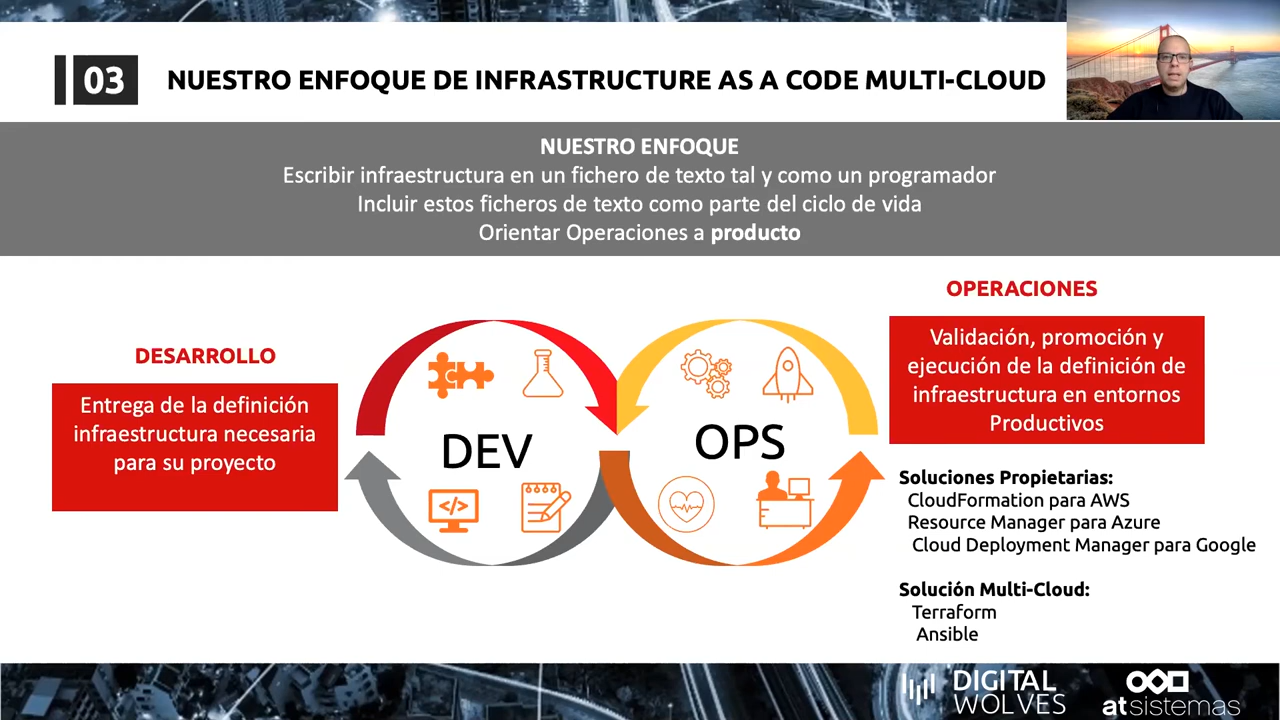 03
NUESTRO ENFOQUE DE INFRASTRUCTURE AS A CODE MULTI-CLOUD
NUESTRO ENFOQUE
Escribir infraestructura en un fichero de texto tal y como un programador
Incluir estos ficheros de texto como parte del ciclo de vida
Orientar Operaciones a producto
DESARROLLO
Entrega de la definición
infraestructura necesaria
para su proyecto
DEV
OPS
OPERACIONES
Validación, promoción y
ejecución de la definición de
infraestructura en entornos
Productivos
Soluciones Propietarias:
CloudFormation para AWS
Resource Manager para Azure
Cloud Deployment Manager para Google
Solución Multi-Cloud:
Terraform
Ansible
DIGITAL
WOLVES
atsistemas